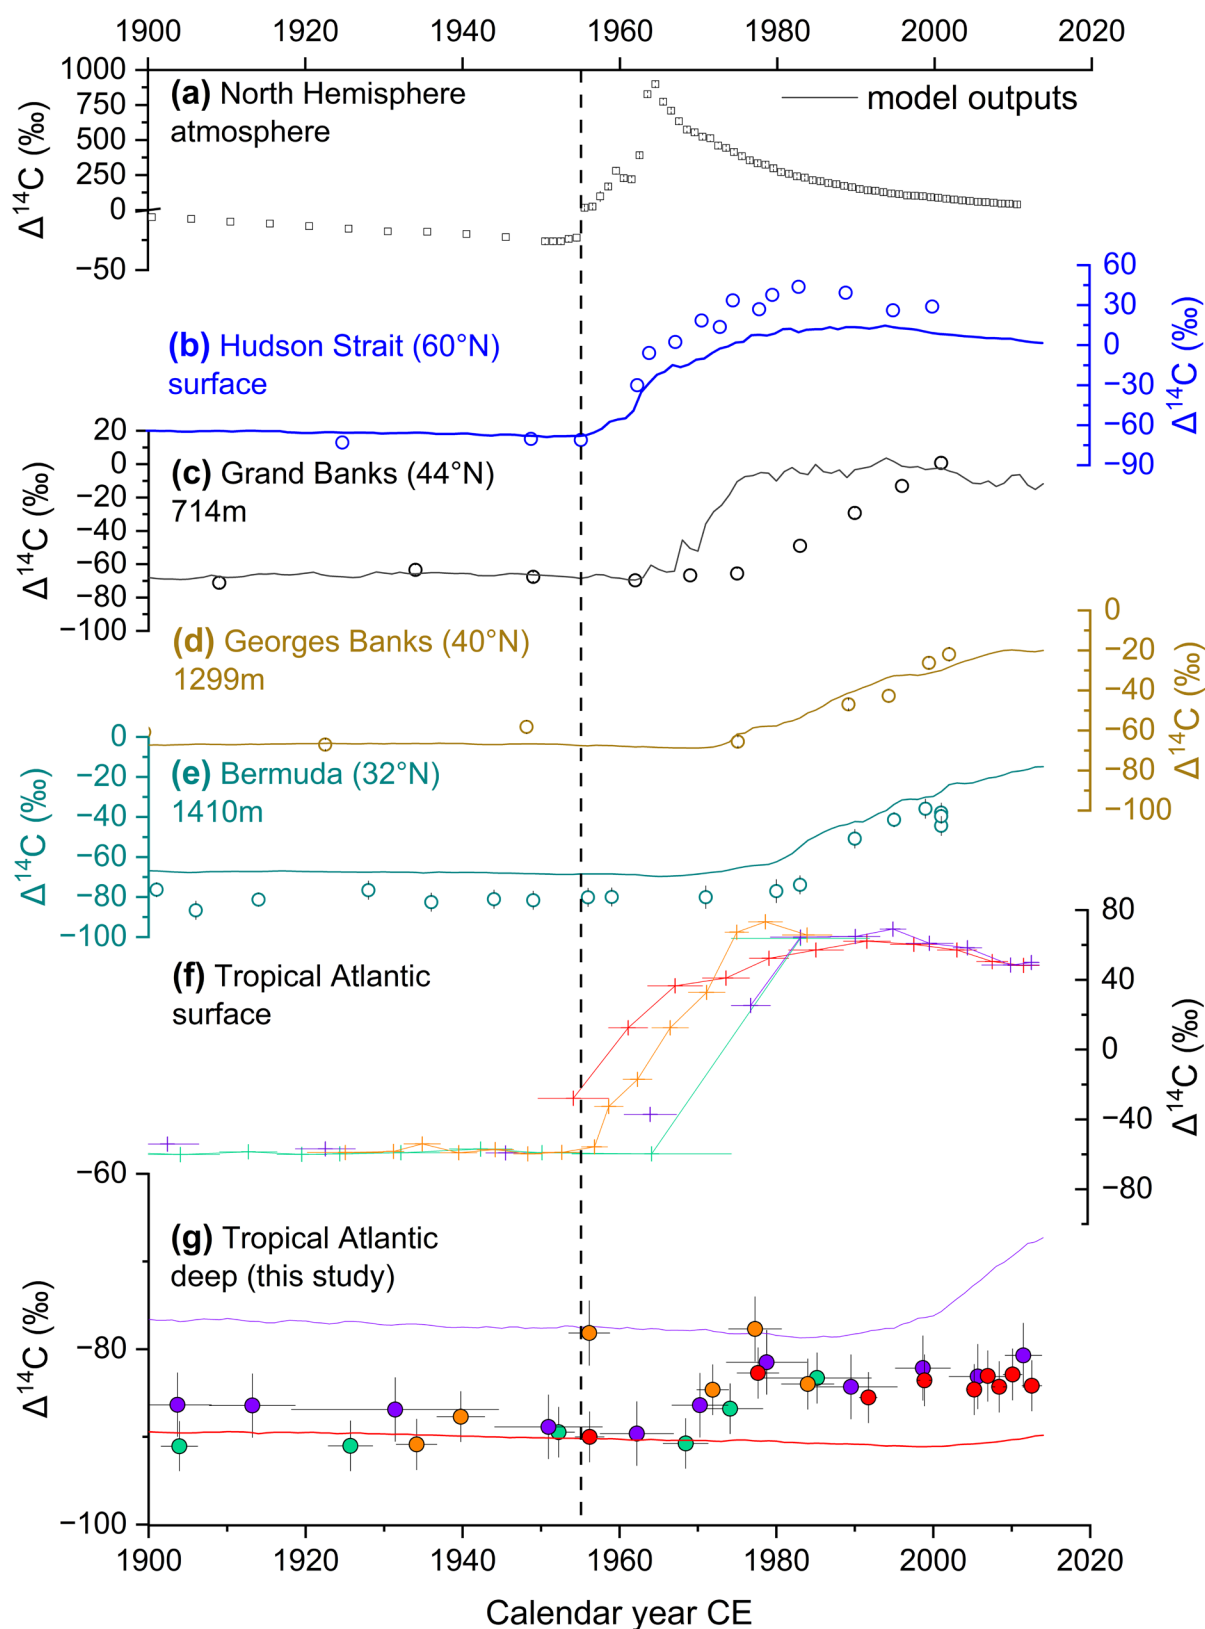 1900 1920 1940 1960 1980 2000 2020
1000
750
500
250
0
−50
Δ¹⁴C (‰)
(a) North Hemisphere
atmosphere
model outputs
60
30
0
−30
−60
−90
Δ¹⁴C (‰)
(b) Hudson Strait (60°N)
surface
20
0
−20
−40
−60
−80
−100
Δ¹⁴C (‰)
(c) Grand Banks (44°N)
714m
0
−20
−40
−60
−80
−100
Δ¹⁴C (‰)
(d) Georges Banks (40°N)
1299m
0
−20
−40
−60
−80
−100
Δ¹⁴C (‰)
(e) Bermuda (32°N)
1410m
80
40
0
−40
−80
Δ¹⁴C (‰)
(f) Tropical Atlantic
surface
−60
−80
−100
Δ¹⁴C (‰)
(g) Tropical Atlantic
deep (this study)
1900 1920 1940 1960 1980 2000 2020
Calendar year CE